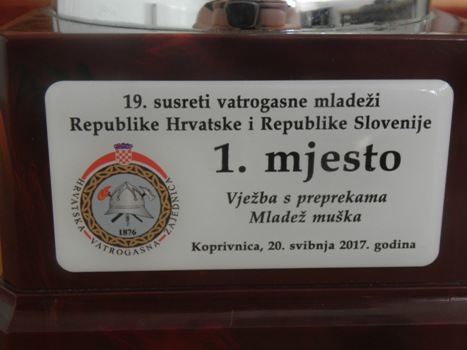 19. susreti vatrogasne mladeži
Republike Hrvatske i Republike Slovenije
1. mjesto
Vježba s preprekama
Mladež muška
Koprivnica, 20. svibnja 2017. godina
HRVATSKA VATROGASNA ZAJEDNICA
1876